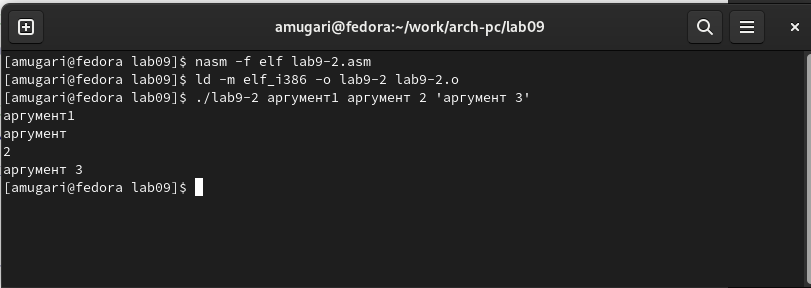 amugari@fedora:~/work/arch-pc/lab09
[amugari@fedora lab09]$ nasm -f elf lab9-2.asm
[amugari@fedora lab09]$ ld -m elf_i386 -o lab9-2 lab9-2.o
[amugari@fedora lab09]$ ./lab9-2 аргумент1 аргумент 2 'аргумент 3'
аргумент1
аргумент
2
аргумент 3
[amugari@fedora lab09]$